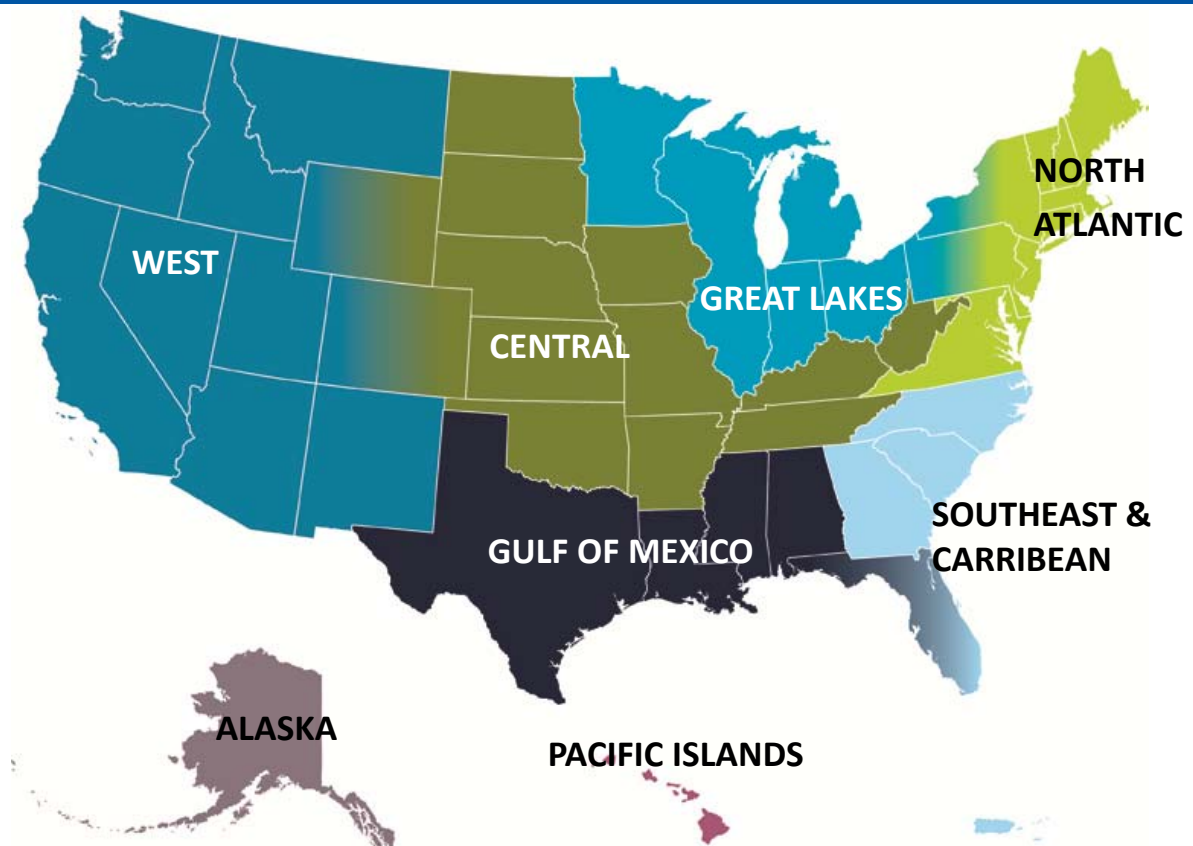 NORTH
ATLANTIC
WEST
GREAT LAKES
CENTRAL
SOUTHEAST &
CARRIBEAN
GULF OF MEXICO
ALASKA
PACIFIC ISLANDS